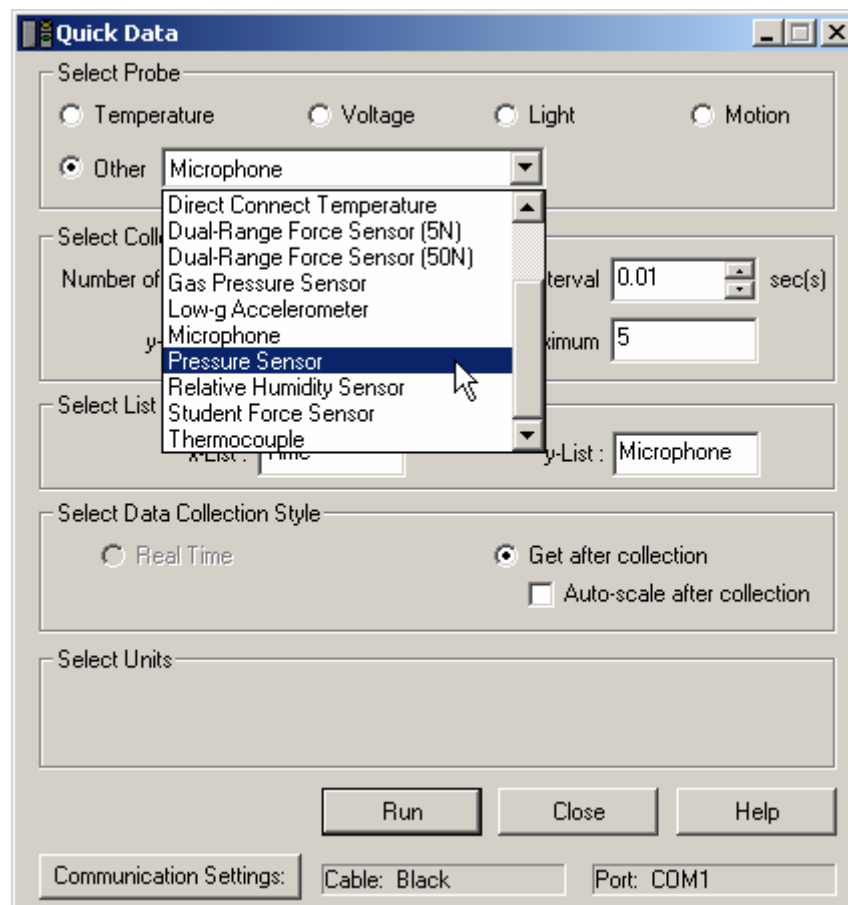 Quick Data
Select Probe
Temperature Voltage Light Motion
Other Microphone
Direct Connect Temperature
Dual-Range Force Sensor (5N)
Dual-Range Force Sensor (50N)
Gas Pressure Sensor
Low-g Accelerometer
Microphone
Pressure Sensor
Relative Humidity Sensor
Student Force Sensor
Thermocouple
Select
Number of 0.01 sec(s)
5
Select List
x-List : Time y-List : Microphone
Select Data Collection Style
Real Time Get after collection
Auto-scale after collection
Select Units
Run Close Help
Communication Settings: Cable: Black Port: COM1